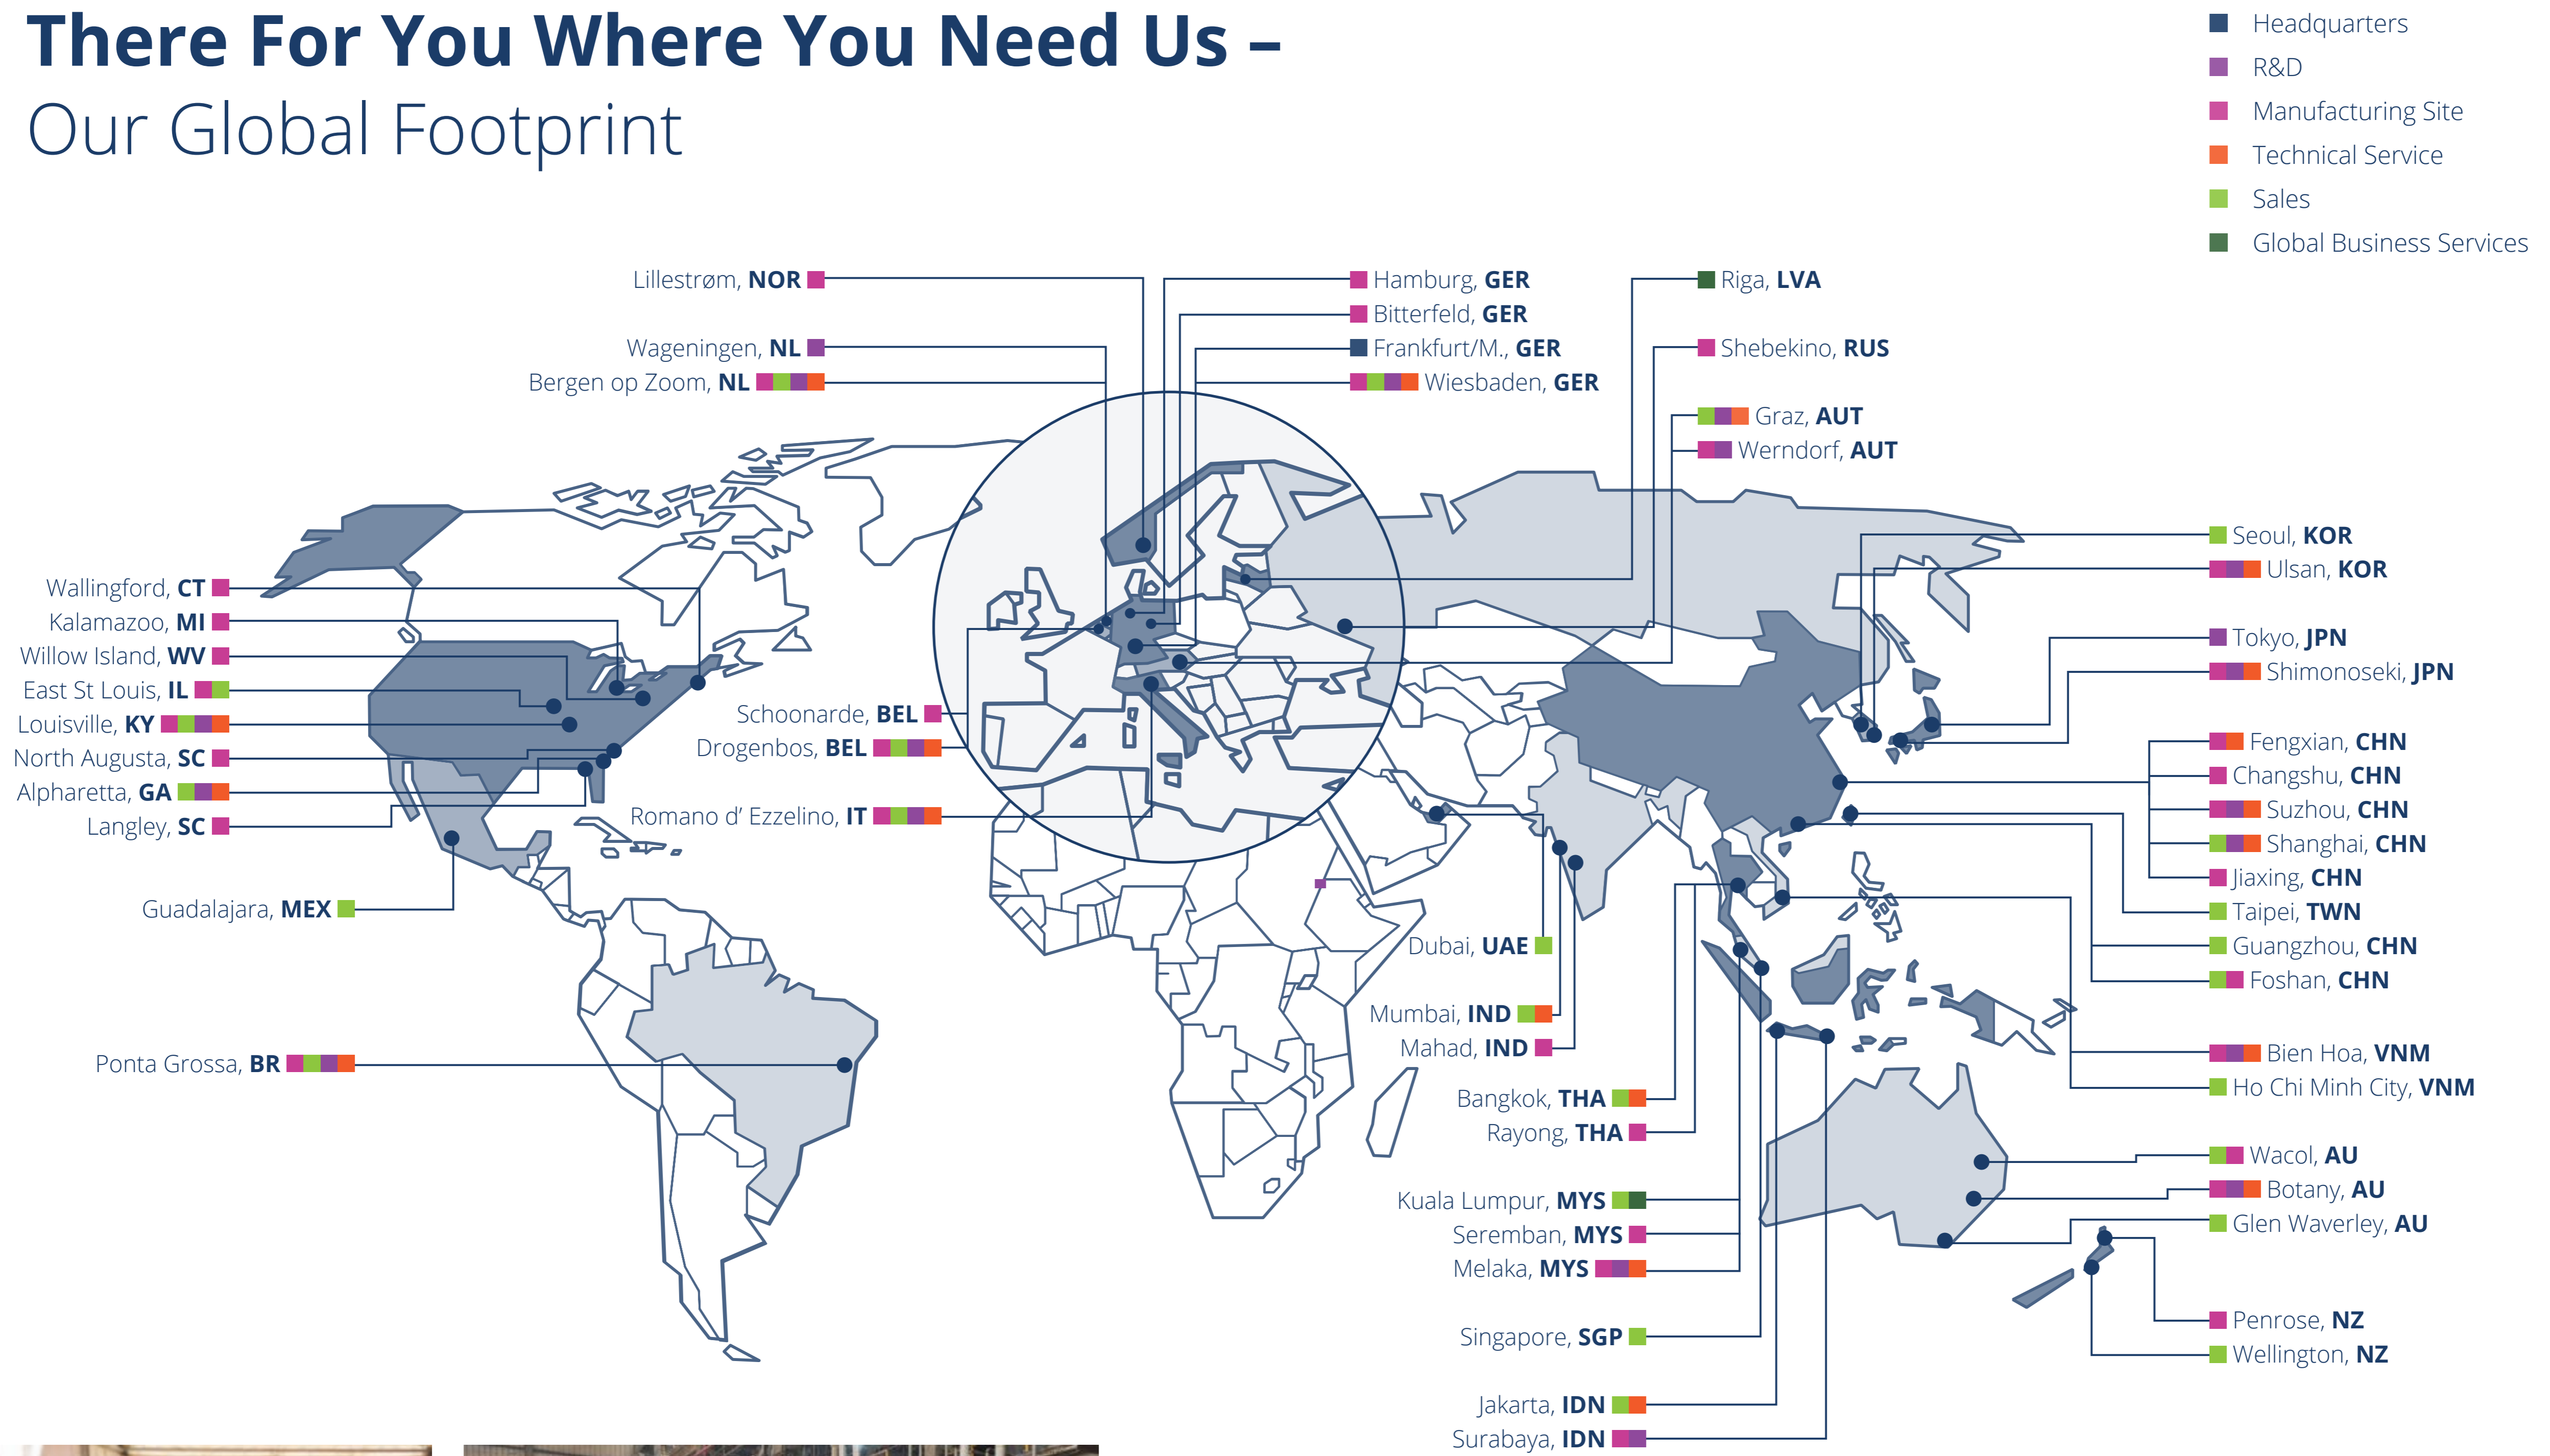 There For You Where You Need Us –
Our Global Footprint
Headquarters
R&D
Manufacturing Site
Technical Service
Sales
Global Business Services
Lillestrøm, NOR
Wageningen, NL
Bergen op Zoom, NL
Hamburg, GER
Bitterfeld, GER
Frankfurt/M., GER
Wiesbaden, GER
Riga, LVA
Shebekino, RUS
Graz, AUT
Werndorf, AUT
Wallingford, CT
Kalamazoo, MI
Willow Island, WV
East St Louis, IL
Louisville, KY
North Augusta, SC
Alpharetta, GA
Langley, SC
Guadalajara, MEX
Ponta Grossa, BR
Schoonarde, BEL
Drogenbos, BEL
Romano d’ Ezzelino, IT
Dubai, UAE
Mumbai, IND
Mahad, IND
Bangkok, THA
Rayong, THA
Kuala Lumpur, MYS
Seremban, MYS
Melaka, MYS
Singapore, SGP
Jakarta, IDN
Surabaya, IDN
Seoul, KOR
Ulsan, KOR
Tokyo, JPN
Shimonoseki, JPN
Fengxian, CHN
Changshu, CHN
Suzhou, CHN
Shanghai, CHN
Jiaxing, CHN
Taipei, TWN
Guangzhou, CHN
Foshan, CHN
Bien Hoa, VNM
Ho Chi Minh City, VNM
Wacol, AU
Botany, AU
Glen Waverley, AU
Penrose, NZ
Wellington, NZ